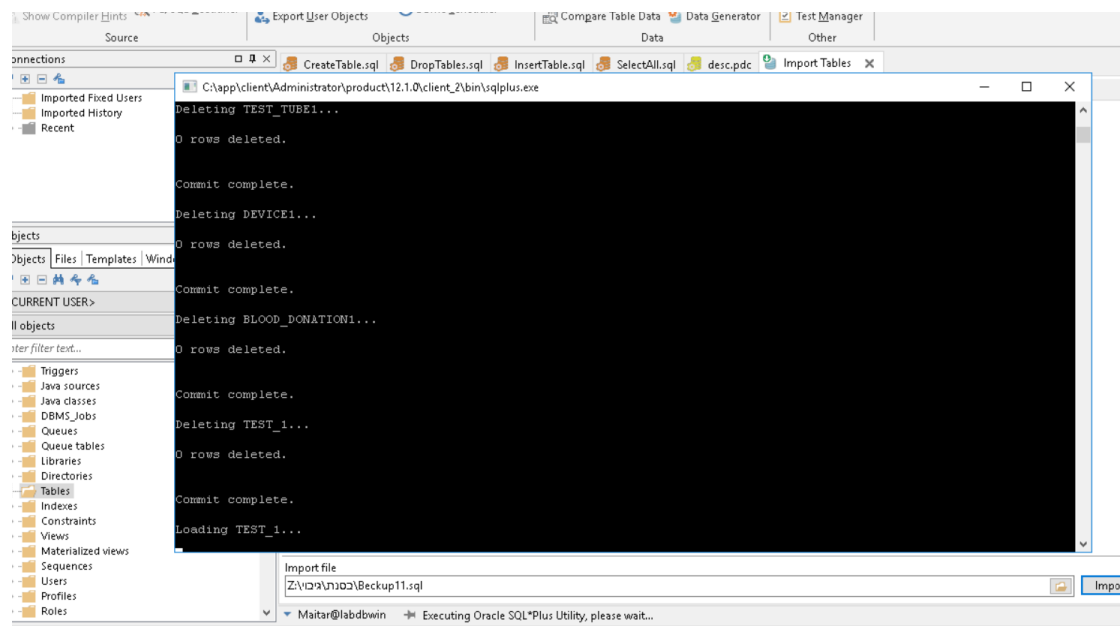 Show Compiler Hints
Export User Objects
Compare Table Data
Data Generator
Test Manager
Source
Objects
Data
Other
onnections
CreateTable.sql
DropTables.sql
InsertTable.sql
SelectAll.sql
desc.pdc
Import Tables
Imported Fixed Users
Imported History
Recent
C:\app\client\Administrator\product\12.1.0\client_2\bin\sqlplus.exe
Deleting TEST_TUBE1...
0 rows deleted.
Commit complete.
Deleting DEVICE1...
0 rows deleted.
Commit complete.
Deleting BLOOD_DONATION1...
0 rows deleted.
Commit complete.
Deleting TEST_1...
0 rows deleted.
Commit complete.
Loading TEST_1...
bjects
Objects
Files
Templates
Wind
CURRENT USER>
ll objects
nter filter text...
Triggers
Java sources
Java classes
DBMS_Jobs
Queues
Queue tables
Libraries
Directories
Tables
Indexes
Constraints
Views
Materialized views
Sequences
Users
Profiles
Roles
Import file
Z:\כסנת\גיבוי\Beckup11.sql
Impo
Maitar@labdbwin
Executing Oracle SQL*Plus Utility, please wait...